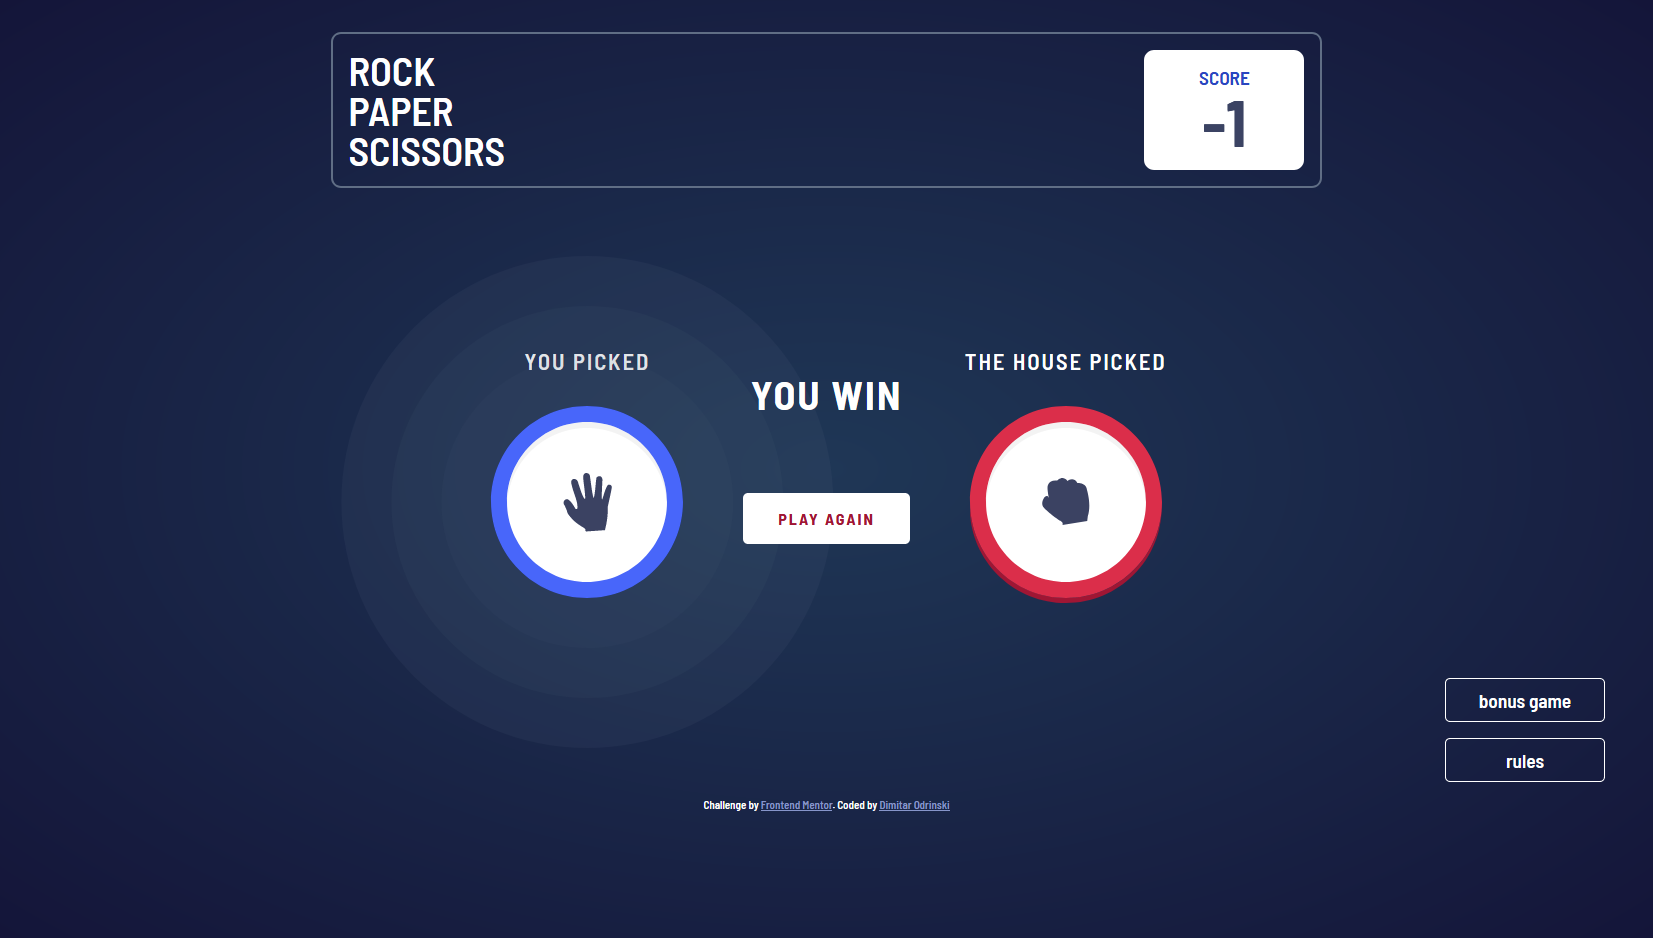 ROCK
PAPER
SCISSORS
SCORE
-1
YOU PICKED
YOU WIN
PLAY AGAIN
THE HOUSE PICKED
bonus game
rules
Challenge by Frontend Mentor. Coded by Dimitar Odrinski